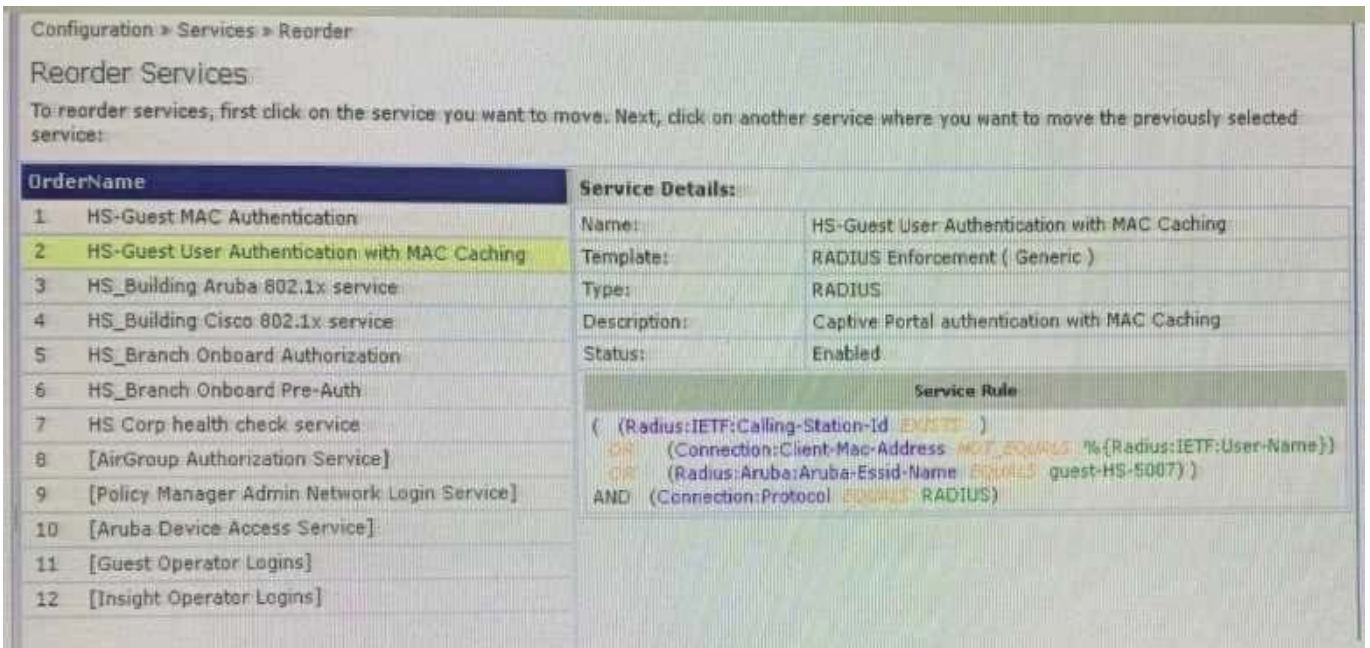 Configuration » Services » Reorder
Reorder Services
To reorder services, first click on the service you want to move. Next, click on another service where you want to move the previously selected
service:
OrderName
1 HS-Guest MAC Authentication
2 HS-Guest User Authentication with MAC Caching
3 HS_Building Aruba 802.1x service
4 HS_Building Cisco 802.1x service
5 HS_Branch Onboard Authorization
6 HS_Branch Onboard Pre-Auth
7 HS Corp health check service
8 [AirGroup Authorization Service]
9 [Policy Manager Admin Network Login Service]
10 [Aruba Device Access Service]
11 [Guest Operator Logins]
12 [Insight Operator Logins]
Service Details:
Name: HS-Guest User Authentication with MAC Caching
Template: RADIUS Enforcement ( Generic )
Type: RADIUS
Description: Captive Portal authentication with MAC Caching
Status: Enabled
Service Rule
( (Radius:IETF:Calling-Station-Id EXISTS )
OR (Connection:Client-Mac-Address NOT_EQUALS %{Radius:IETF:User-Name})
OR (Radius:Aruba:Aruba-Essid-Name EQUALS guest-HS-5007) )
AND (Connection:Protocol EQUALS RADIUS)